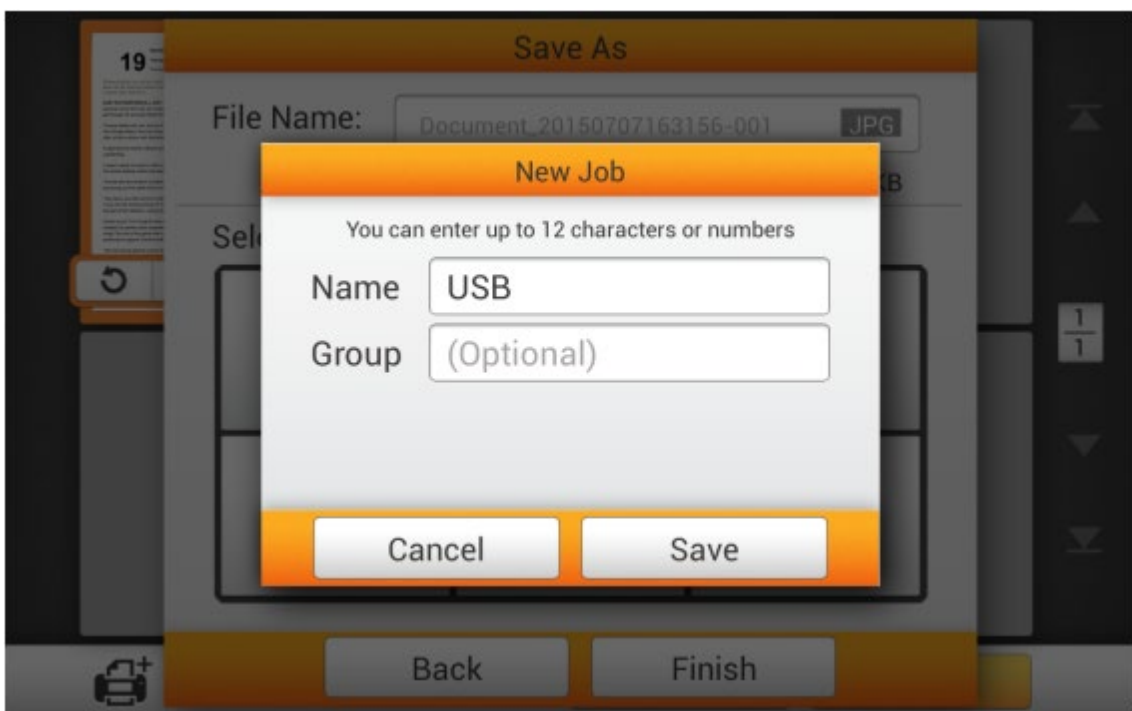 19
Save As
File Name:
Document_20150707163156-001 JPG
KB
New Job
You can enter up to 12 characters or numbers
Name USB
Group (Optional)
Cancel Save
Back Finish
1
1